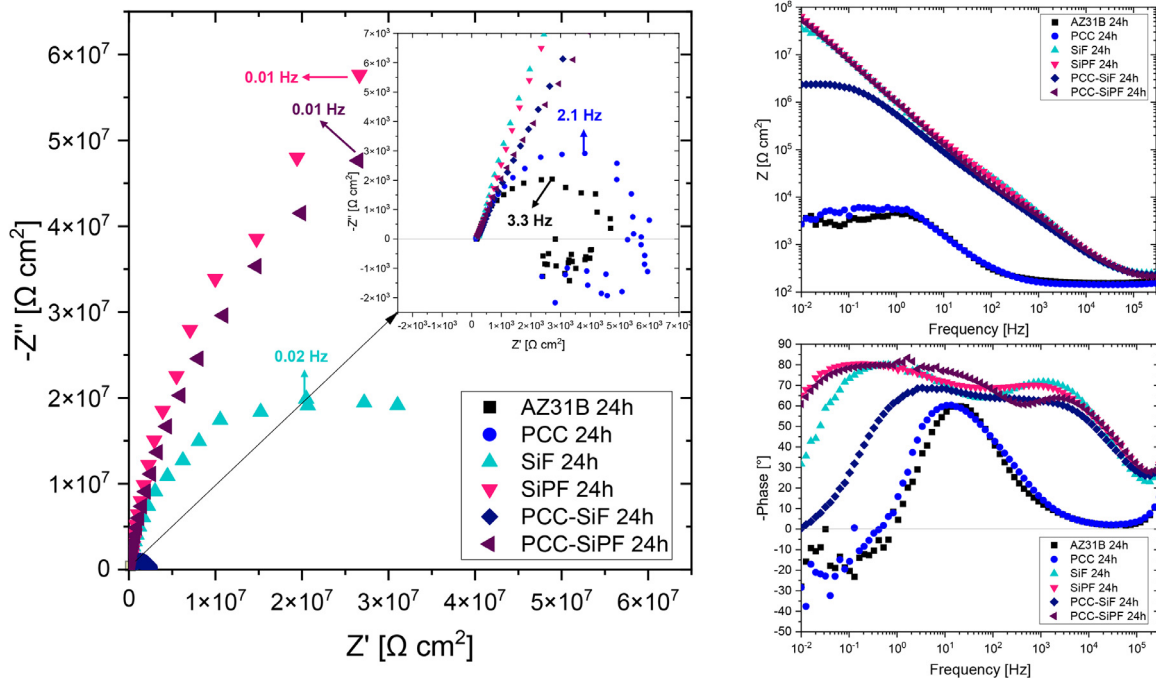 -Z'' [Ω cm²]
6×10⁷
5×10⁷
4×10⁷
3×10⁷
2×10⁷
1×10⁷
0
0 1×10⁷ 2×10⁷ 3×10⁷ 4×10⁷ 5×10⁷ 6×10⁷
Z' [Ω cm²]
0.01 Hz
0.01 Hz
0.02 Hz
AZ31B 24h
PCC 24h
SiF 24h
SiPF 24h
PCC-SiF 24h
PCC-SiPF 24h
-Z'' [Ω cm²]
7×10³
6×10³
5×10³
4×10³
3×10³
2×10³
1×10³
0
-1×10³
-2×10³
2.1 Hz
3.3 Hz
-2×10³ -1×10³ 0 1×10³ 2×10³ 3×10³ 4×10³ 5×10³ 6×10³ 7×10³
Z' [Ω cm²]
Z [Ω cm²]
10⁸
10⁷
10⁶
10⁵
10⁴
10³
10²
AZ31B 24h
PCC 24h
SiF 24h
SiPF 24h
PCC-SiF 24h
PCC-SiPF 24h
10⁻² 10⁻¹ 10⁰ 10¹ 10² 10³ 10⁴ 10⁵
Frequency [Hz]
-Phase [°]
90
80
70
60
50
40
30
20
10
0
-10
-20
-30
-40
-50
AZ31B 24h
PCC 24h
SiF 24h
SiPF 24h
PCC-SiF 24h
PCC-SiPF 24h
10⁻² 10⁻¹ 10⁰ 10¹ 10² 10³ 10⁴ 10⁵
Frequency [Hz]